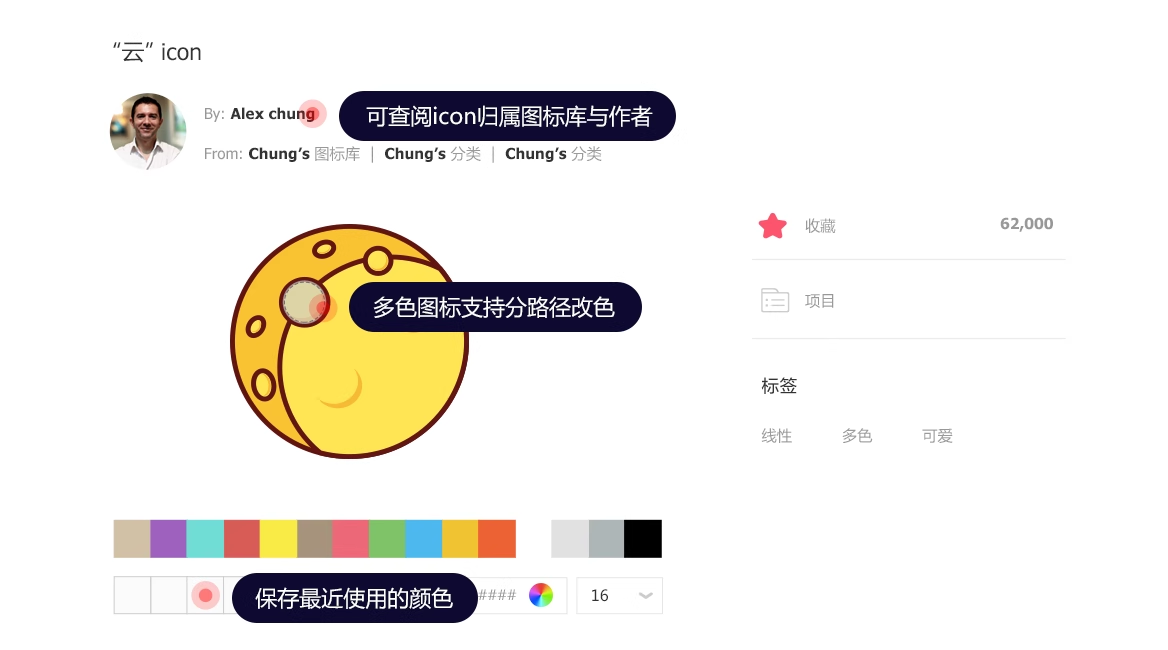 “云” icon
By: Alex chung
可查阅icon归属图标库与作者
From: Chung’s 图标库 | Chung’s 分类 | Chung’s 分类
收藏 62,000
多色图标支持分路径改色
项目
标签
线性 多色 可爱
保存最近使用的颜色
####
16